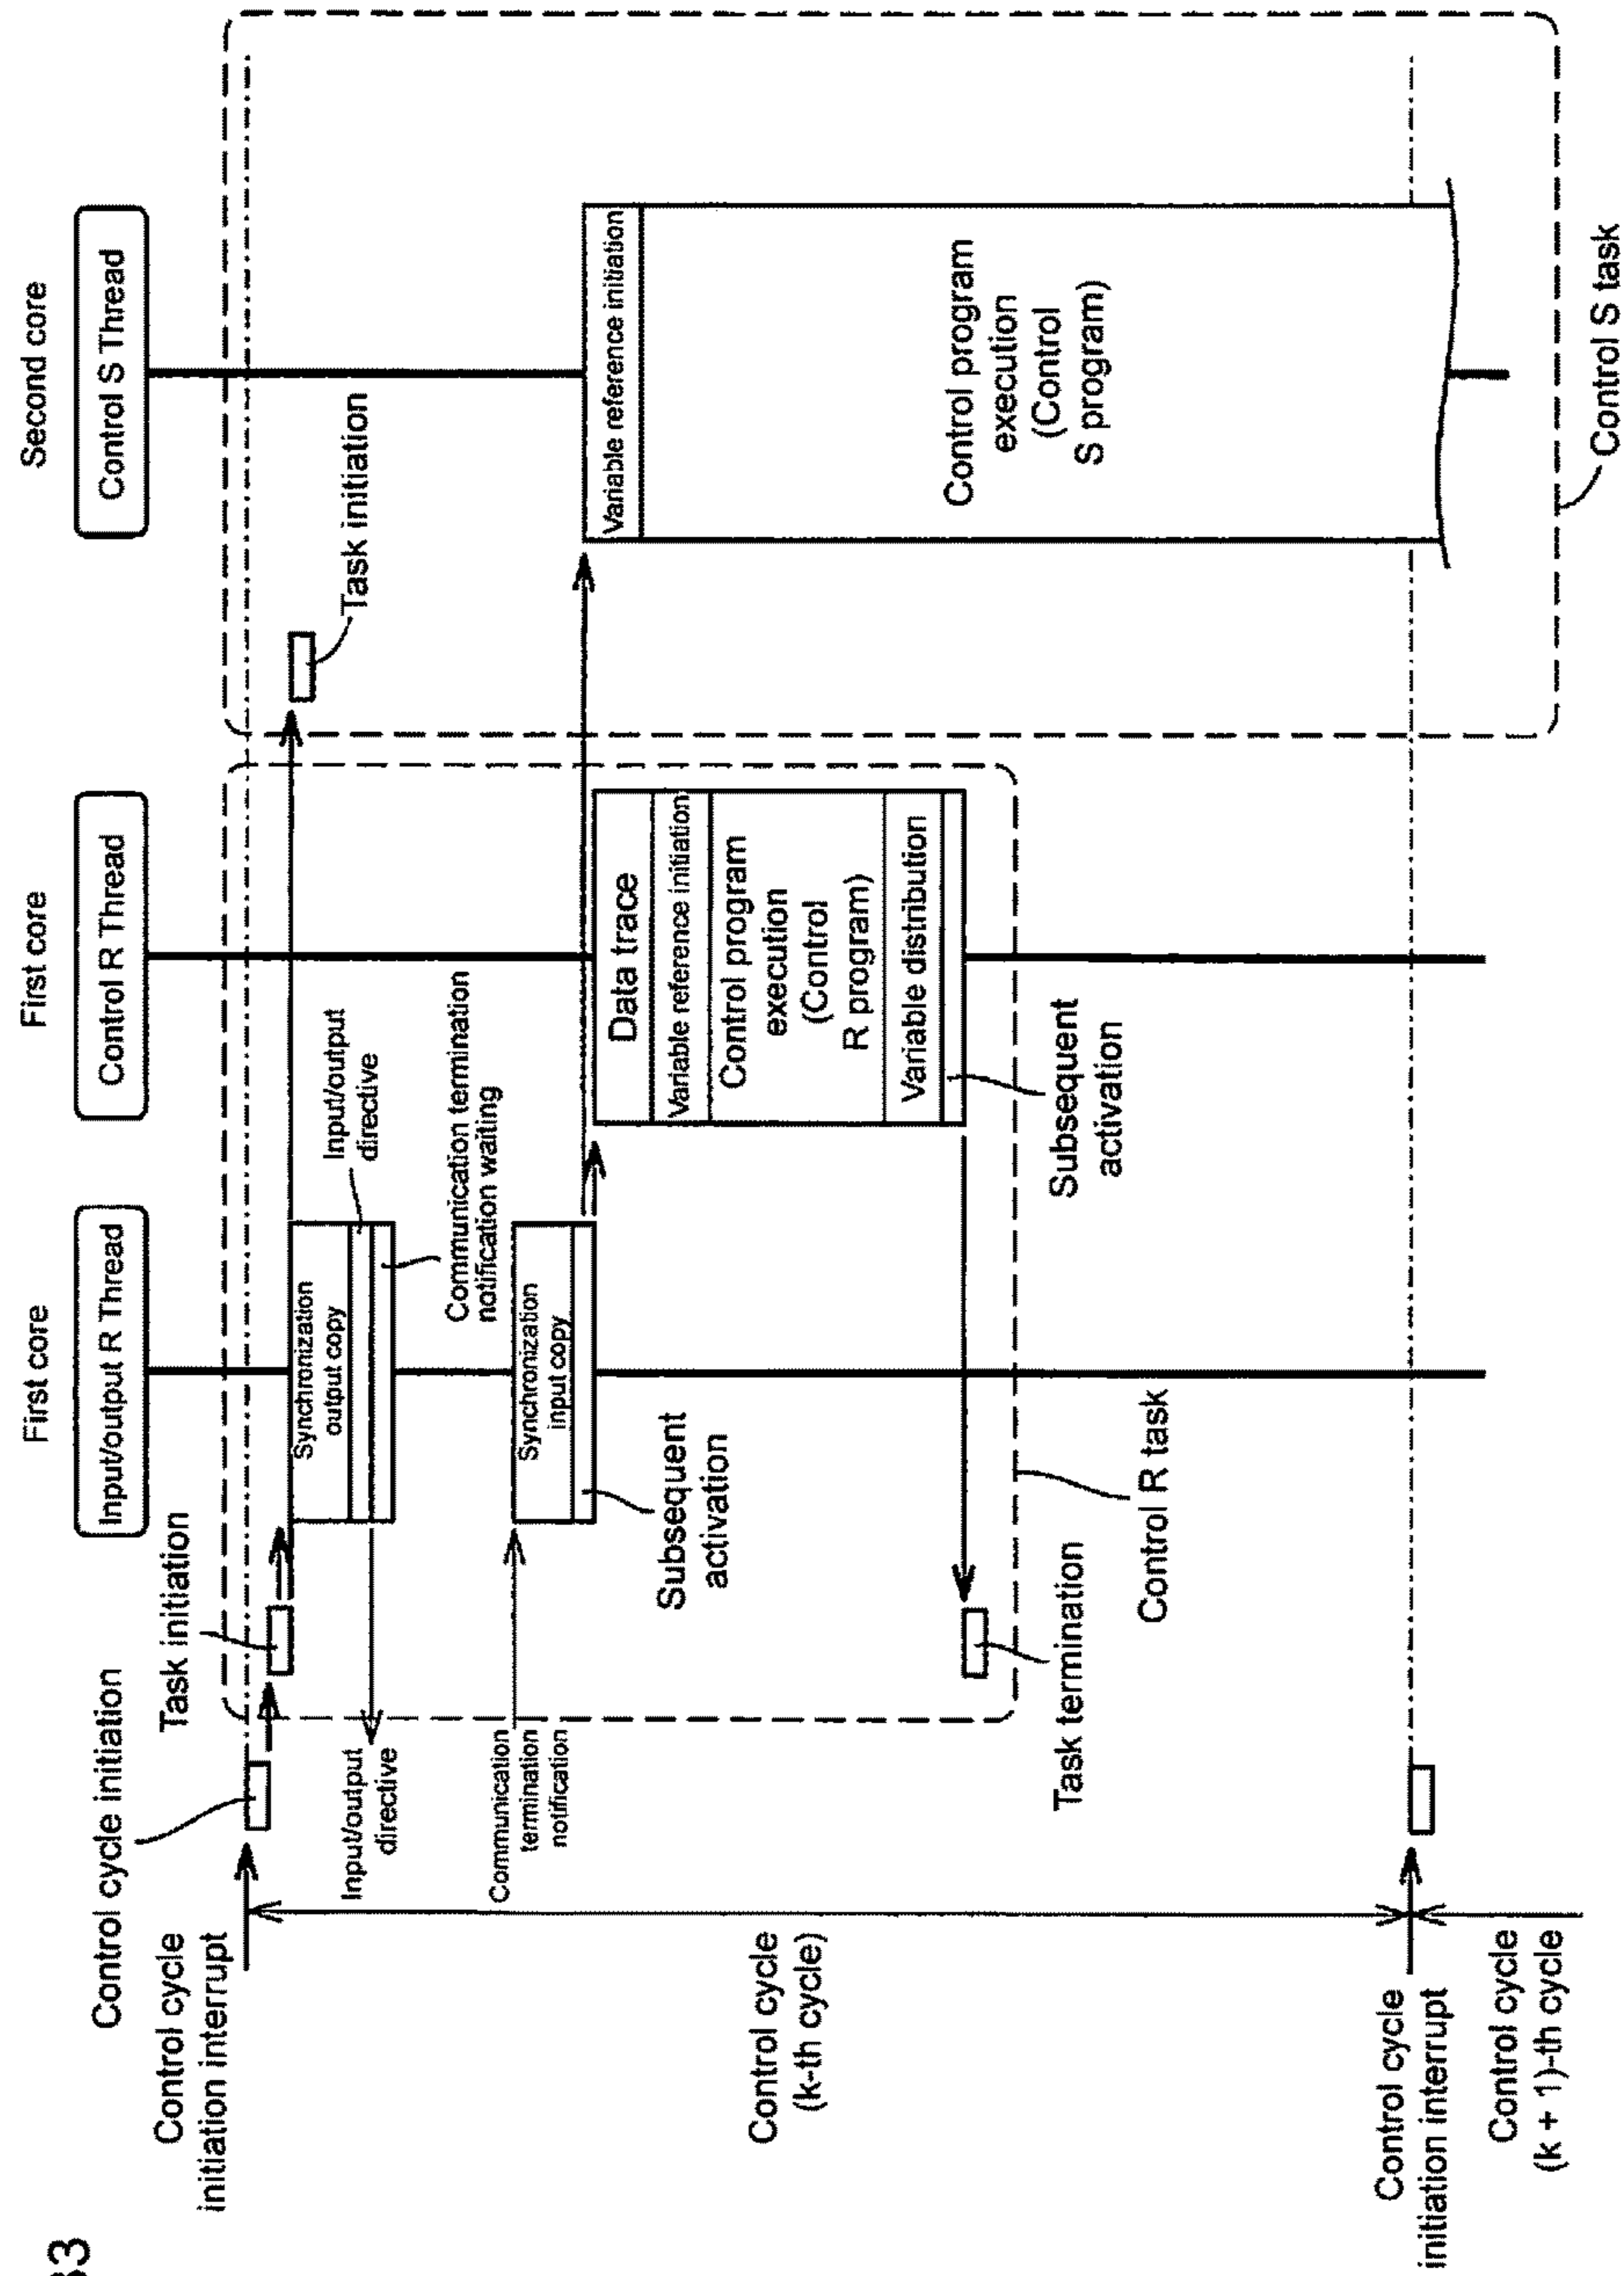 33
First core
First core
Second core
Input/output R Thread
Control R Thread
Control S Thread
Control cycle initiation
Task initiation
Control cycle
initiation interrupt
Task initiation
Synchronization
output copy
Input/output
directive
Input/output
directive
Communication termination
notification waiting
Communication
termination
notification
Synchronization
input copy
Subsequent
activation
Data trace
Variable reference initiation
Control program
execution
(Control
R program)
Variable distribution
Subsequent
activation
Variable reference initiation
Control program
execution
(Control
S program)
Control cycle
(k-th cycle)
Task termination
Control R task
Control cycle
initiation interrupt
Control cycle
(k + 1)-th cycle
Control S task